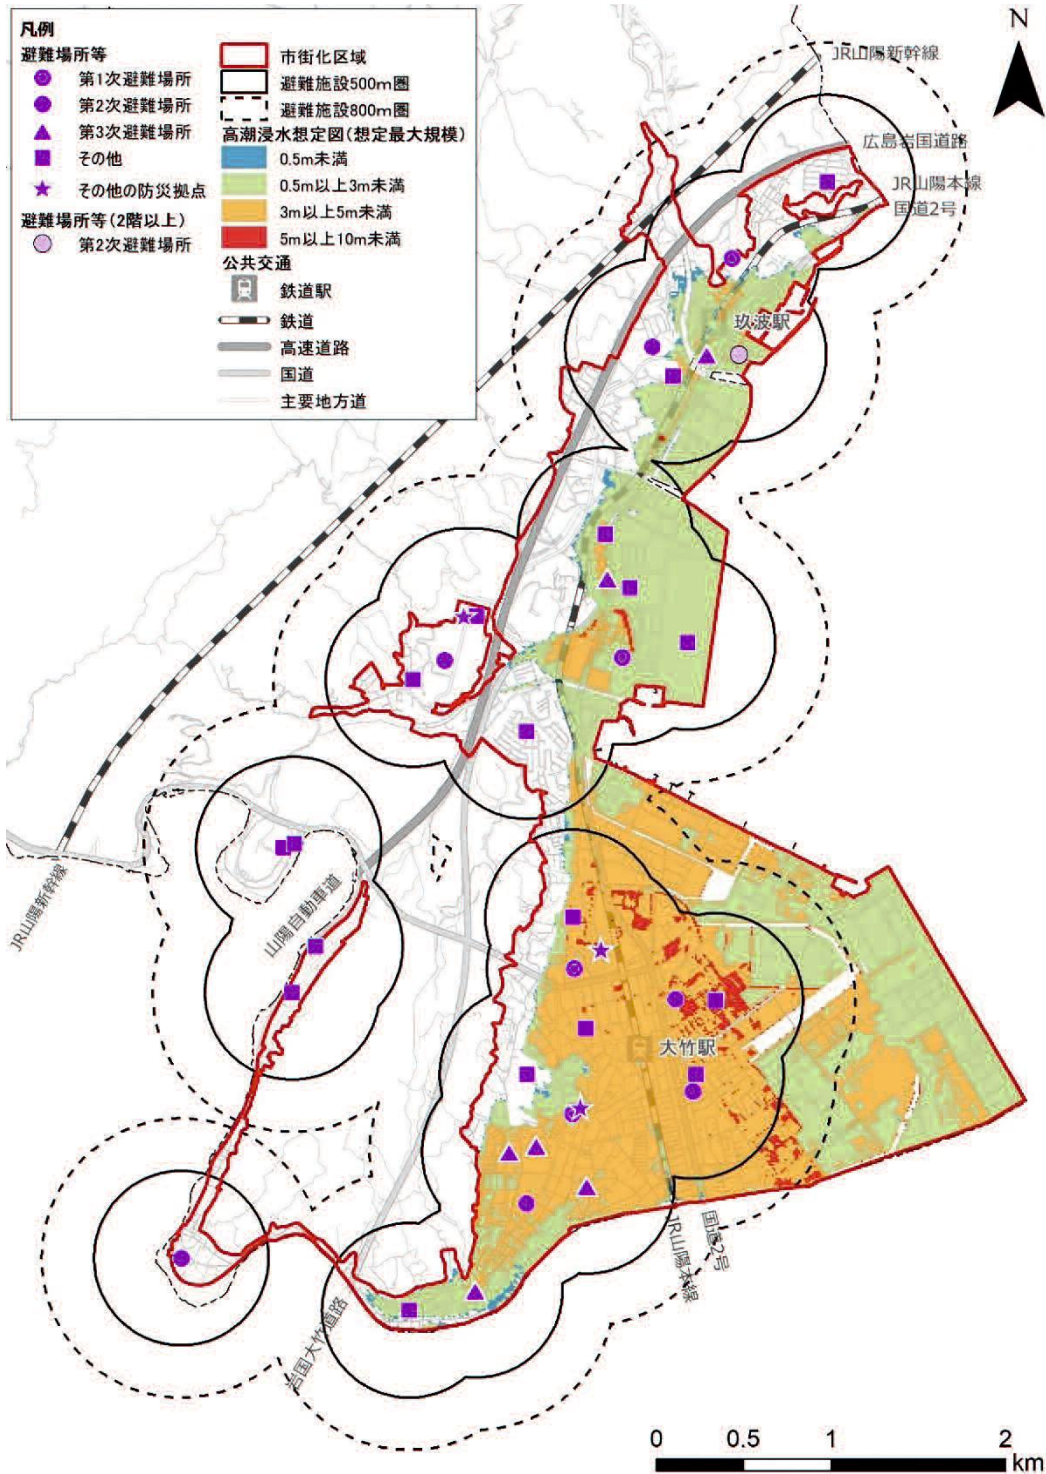 凡例
避難場所等
第1次避難場所
第2次避難場所
第3次避難場所
その他
その他の防災拠点
避難場所等(2階以上)
第2次避難場所
市街化区域
避難施設500m圏
避難施設800m圏
高潮浸水想定図(想定最大規模)
0.5m未満
0.5m以上3m未満
3m以上5m未満
5m以上10m未満
公共交通
鉄道駅
鉄道
高速道路
国道
主要地方道
N
JR山陽新幹線
広島岩国道路
JR山陽本線
国道2号
玖波駅
JR山陽新幹線
山陽自動車道
大竹駅
国道2号
JR山陽本線
岩国大竹道路
0 0.5 1 2
km